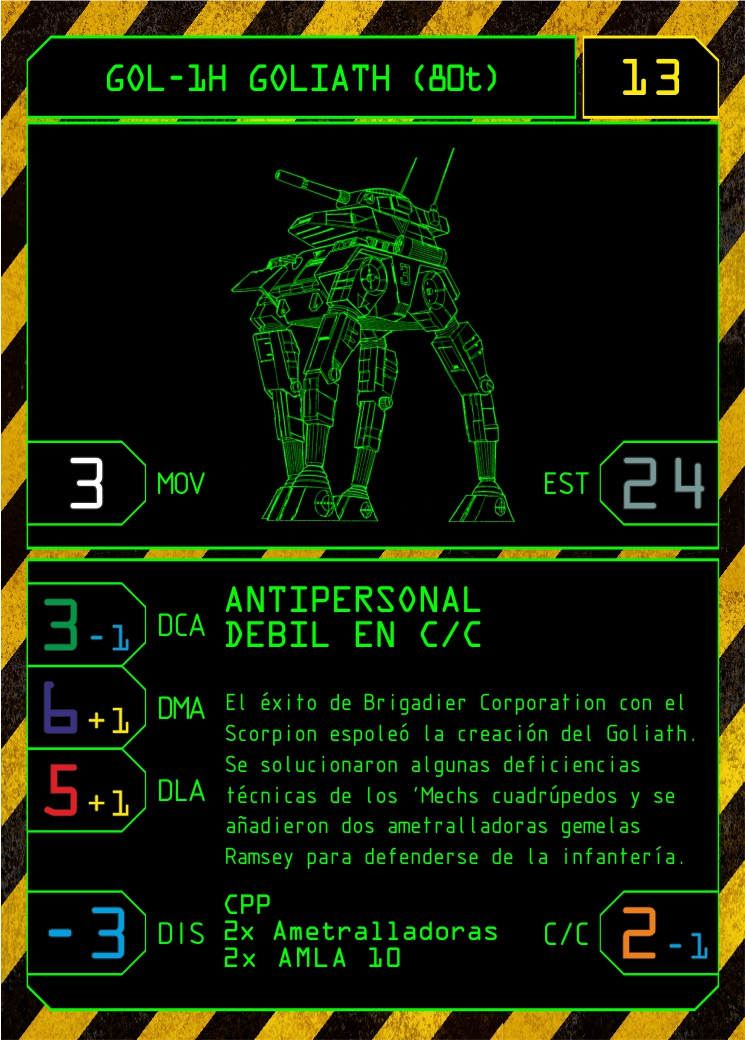 GOL-1H GOLIATH (80t)
13
3 MOV
EST 24
3 -1 DCA
ANTIPERSONAL
DEBIL EN C/C
6 +1 DMA
5 +1 DLA
El éxito de Brigadier Corporation con el
Scorpion espoleó la creación del Goliath.
Se solucionaron algunas deficiencias
técnicas de los 'Mechs cuadrúpedos y se
añadieron dos ametralladoras gemelas
Ramsey para defenderse de la infantería.
-3 DIS
CPP
2x Ametralladoras
2x AMLA 10
C/C 2 -1